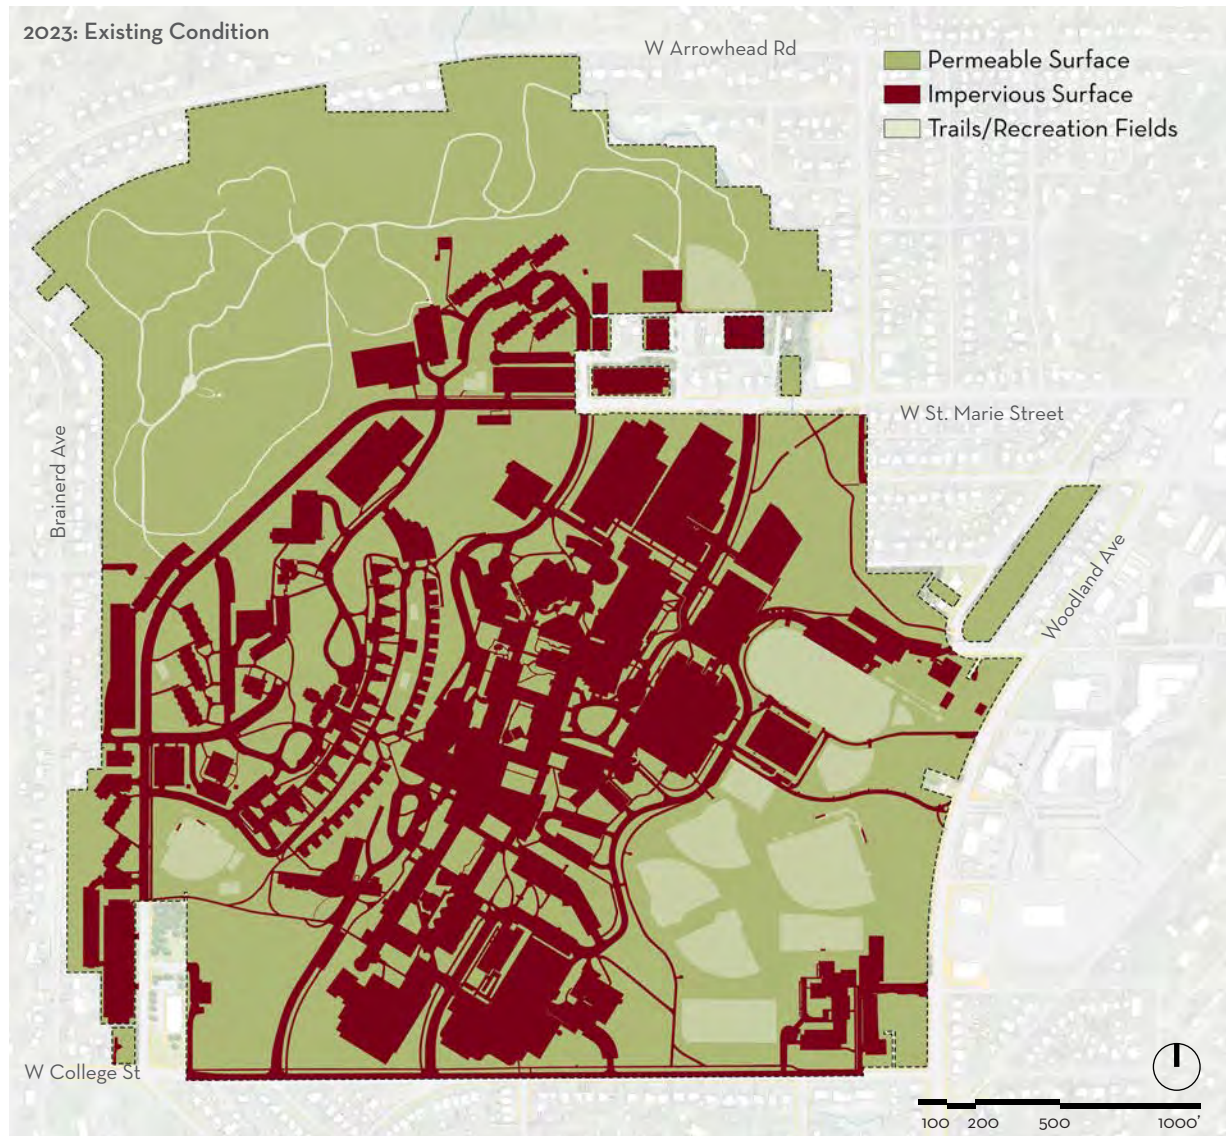 2023: Existing Condition
W Arrowhead Rd
Permeable Surface
Impervious Surface
Trails/Recreation Fields
W St. Marie Street
Brainerd Ave
Woodland Ave
W College St
100 200 500 1000'